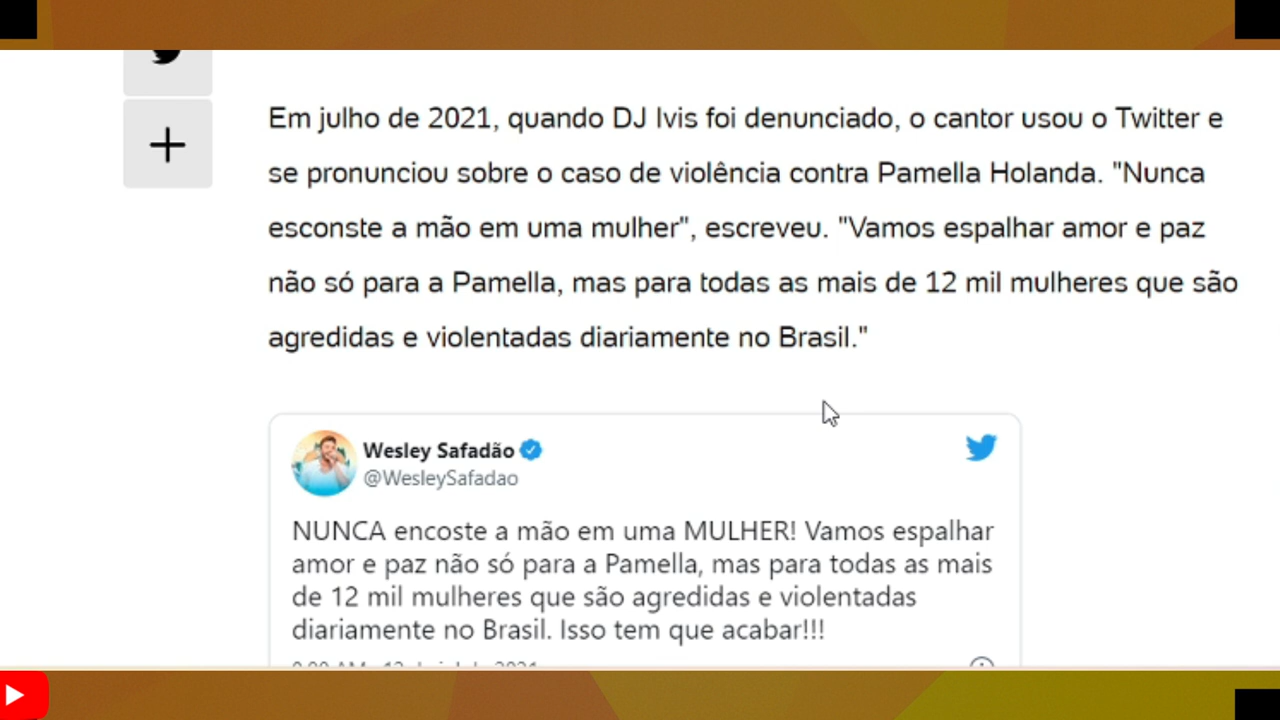 Em julho de 2021, quando DJ Ivis foi denunciado, o cantor usou o Twitter e
se pronunciou sobre o caso de violência contra Pamella Holanda. "Nunca
esconste a mão em uma mulher", escreveu. "Vamos espalhar amor e paz
não só para a Pamella, mas para todas as mais de 12 mil mulheres que são
agredidas e violentadas diariamente no Brasil."
Wesley Safadão
@WesleySafadao
NUNCA encoste a mão em uma MULHER! Vamos espalhar
amor e paz não só para a Pamella, mas para todas as mais
de 12 mil mulheres que são agredidas e violentadas
diariamente no Brasil. Isso tem que acabar!!!